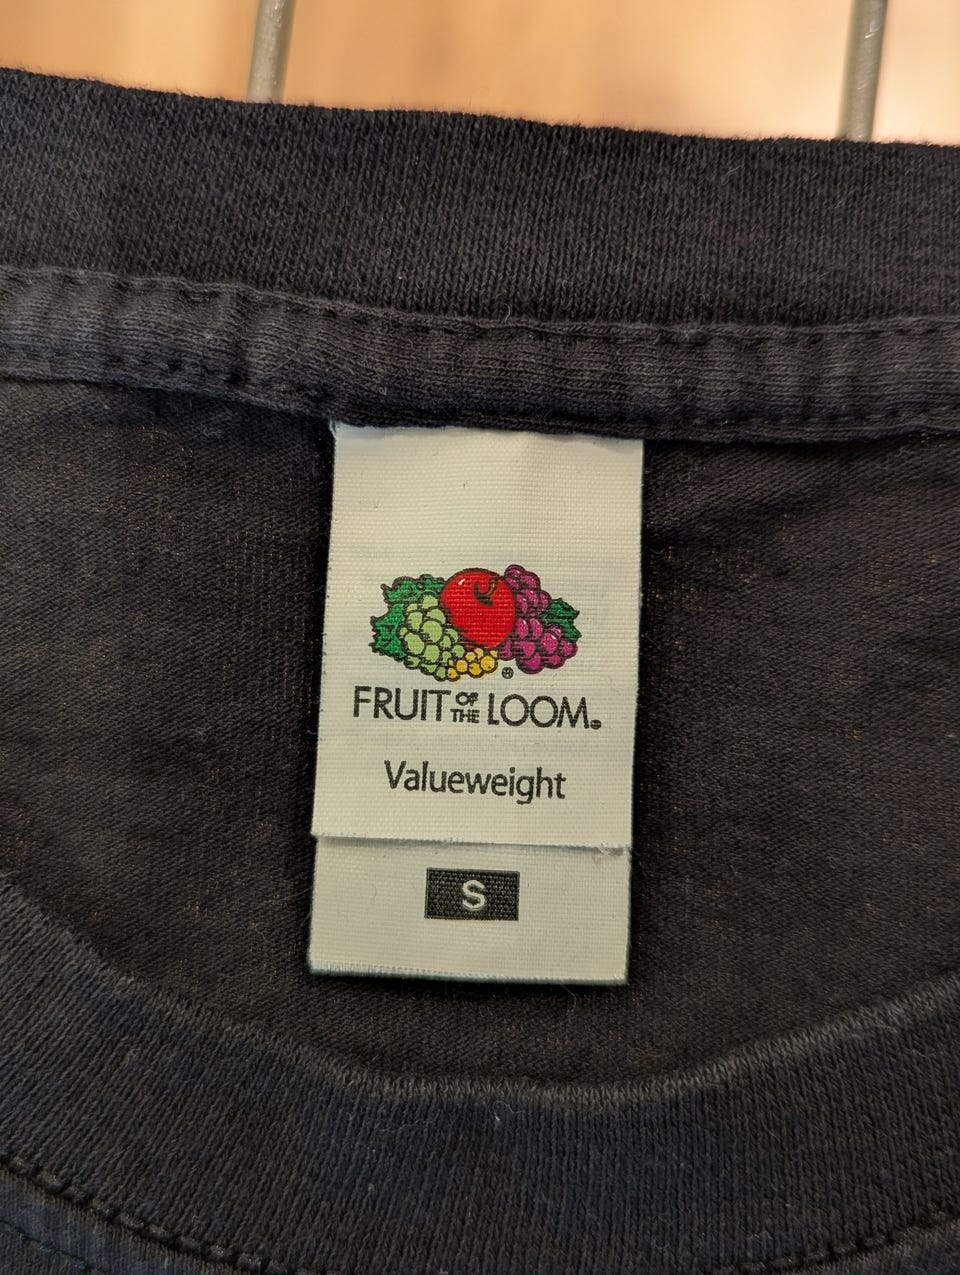 ®
FRUIT OF THE LOOM®
Valueweight
S